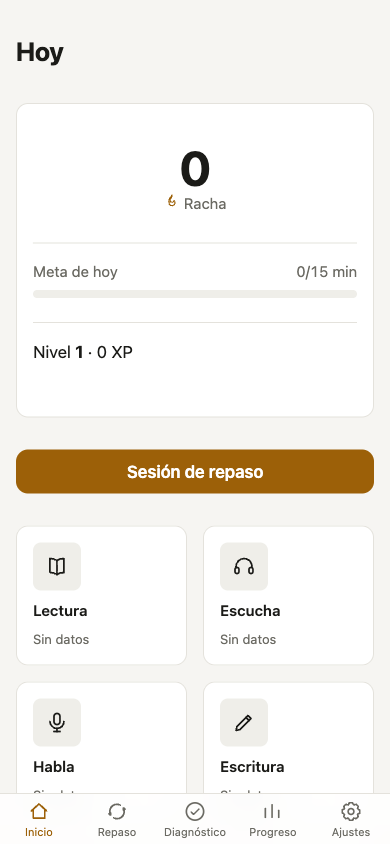 Hoy
0
Racha
Meta de hoy 0/15 min
Nivel 1 · 0 XP
Sesión de repaso
Lectura
Sin datos
Escucha
Sin datos
Habla
Escritura
Inicio Repaso Diagnóstico Progreso Ajustes